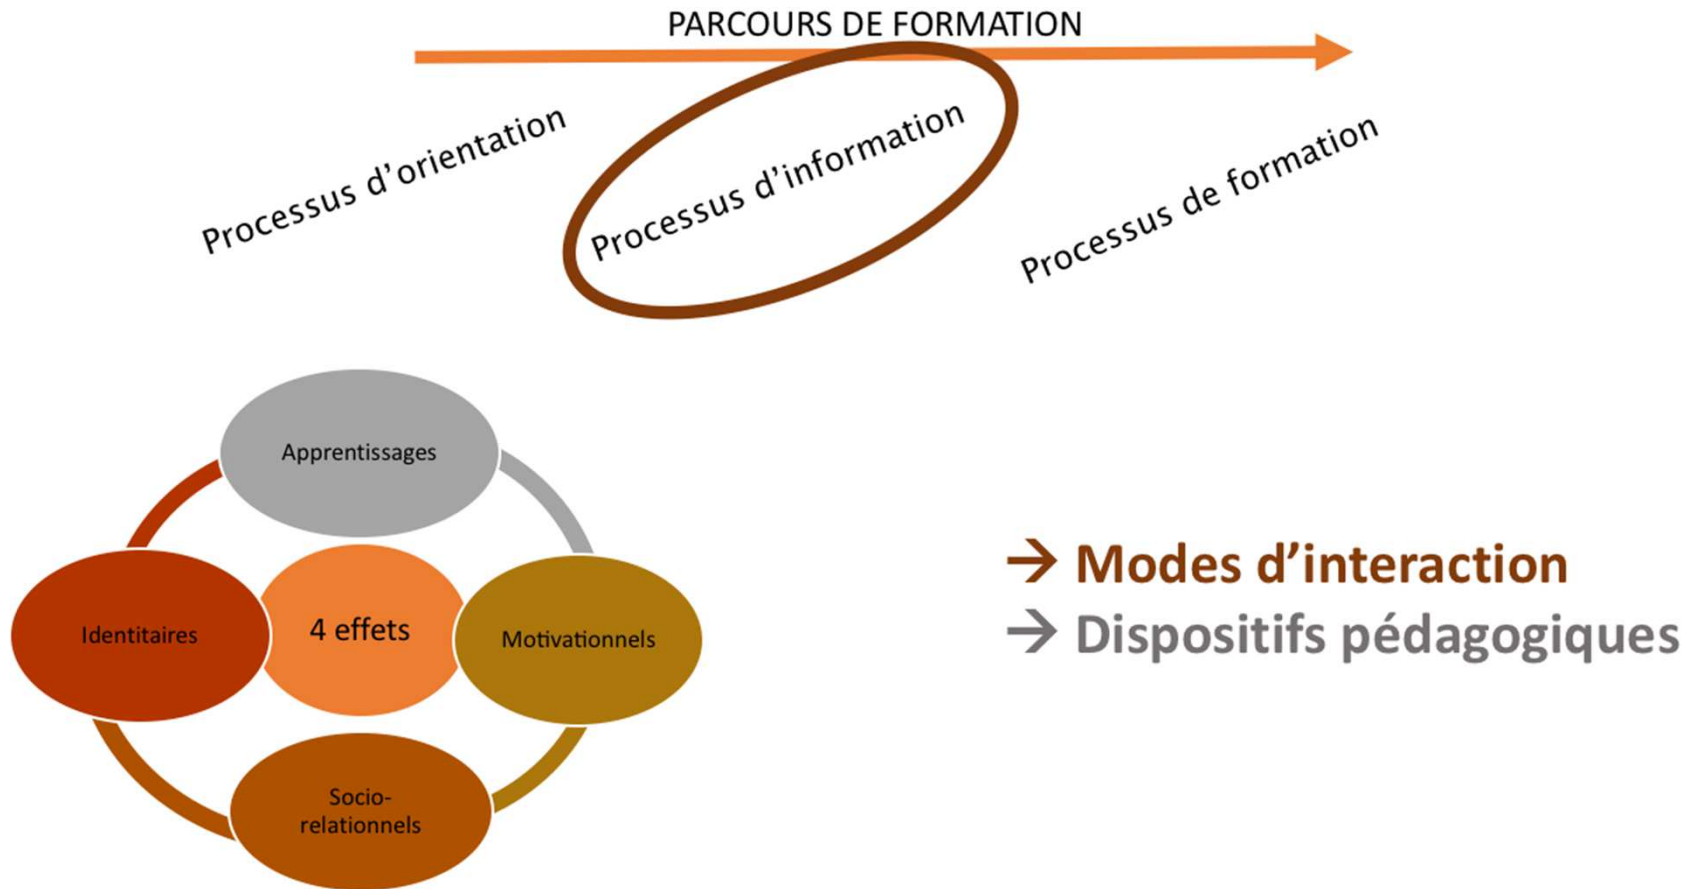 PARCOURS DE FORMATION
Processus d’orientation
Processus d’information
Processus de formation
Apprentissages
Identitaires
4 effets
Motivationnels
Socio-
relationnels
→ Modes d’interaction
→ Dispositifs pédagogiques